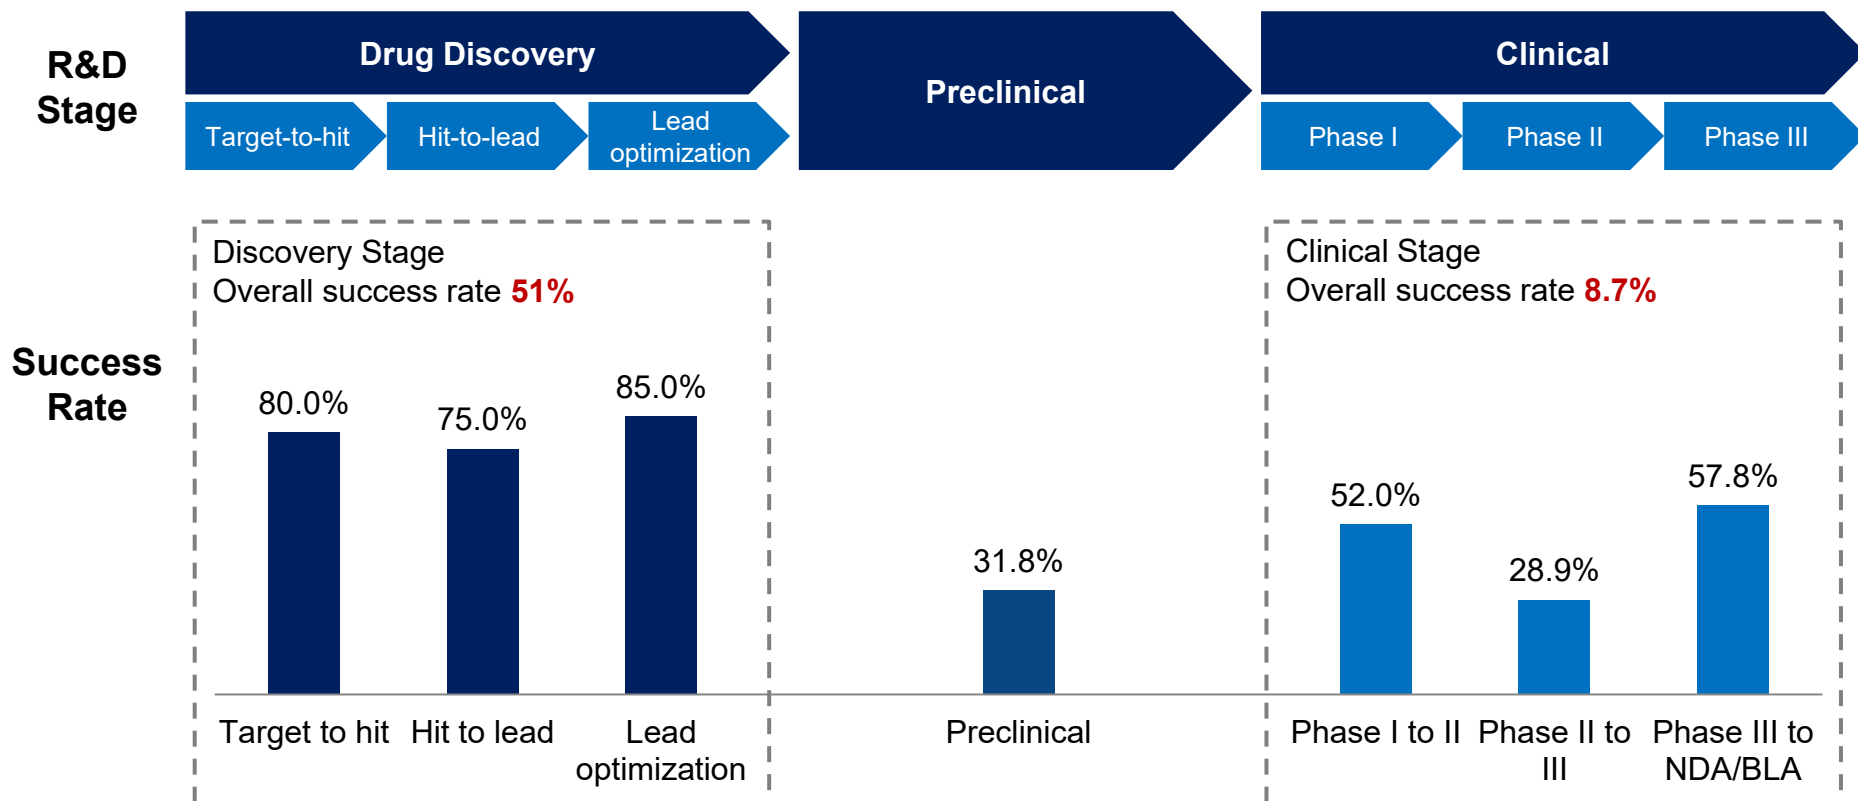 R&D
Stage
Drug Discovery
Preclinical
Clinical
Target-to-hit
Hit-to-lead
Lead
optimization
Phase I
Phase II
Phase III
Discovery Stage
Overall success rate 51%
Clinical Stage
Overall success rate 8.7%
Success
Rate
80.0%
75.0%
85.0%
31.8%
52.0%
28.9%
57.8%
Target to hit
Hit to lead
Lead
optimization
Preclinical
Phase I to II
Phase II to
III
Phase III to
NDA/BLA